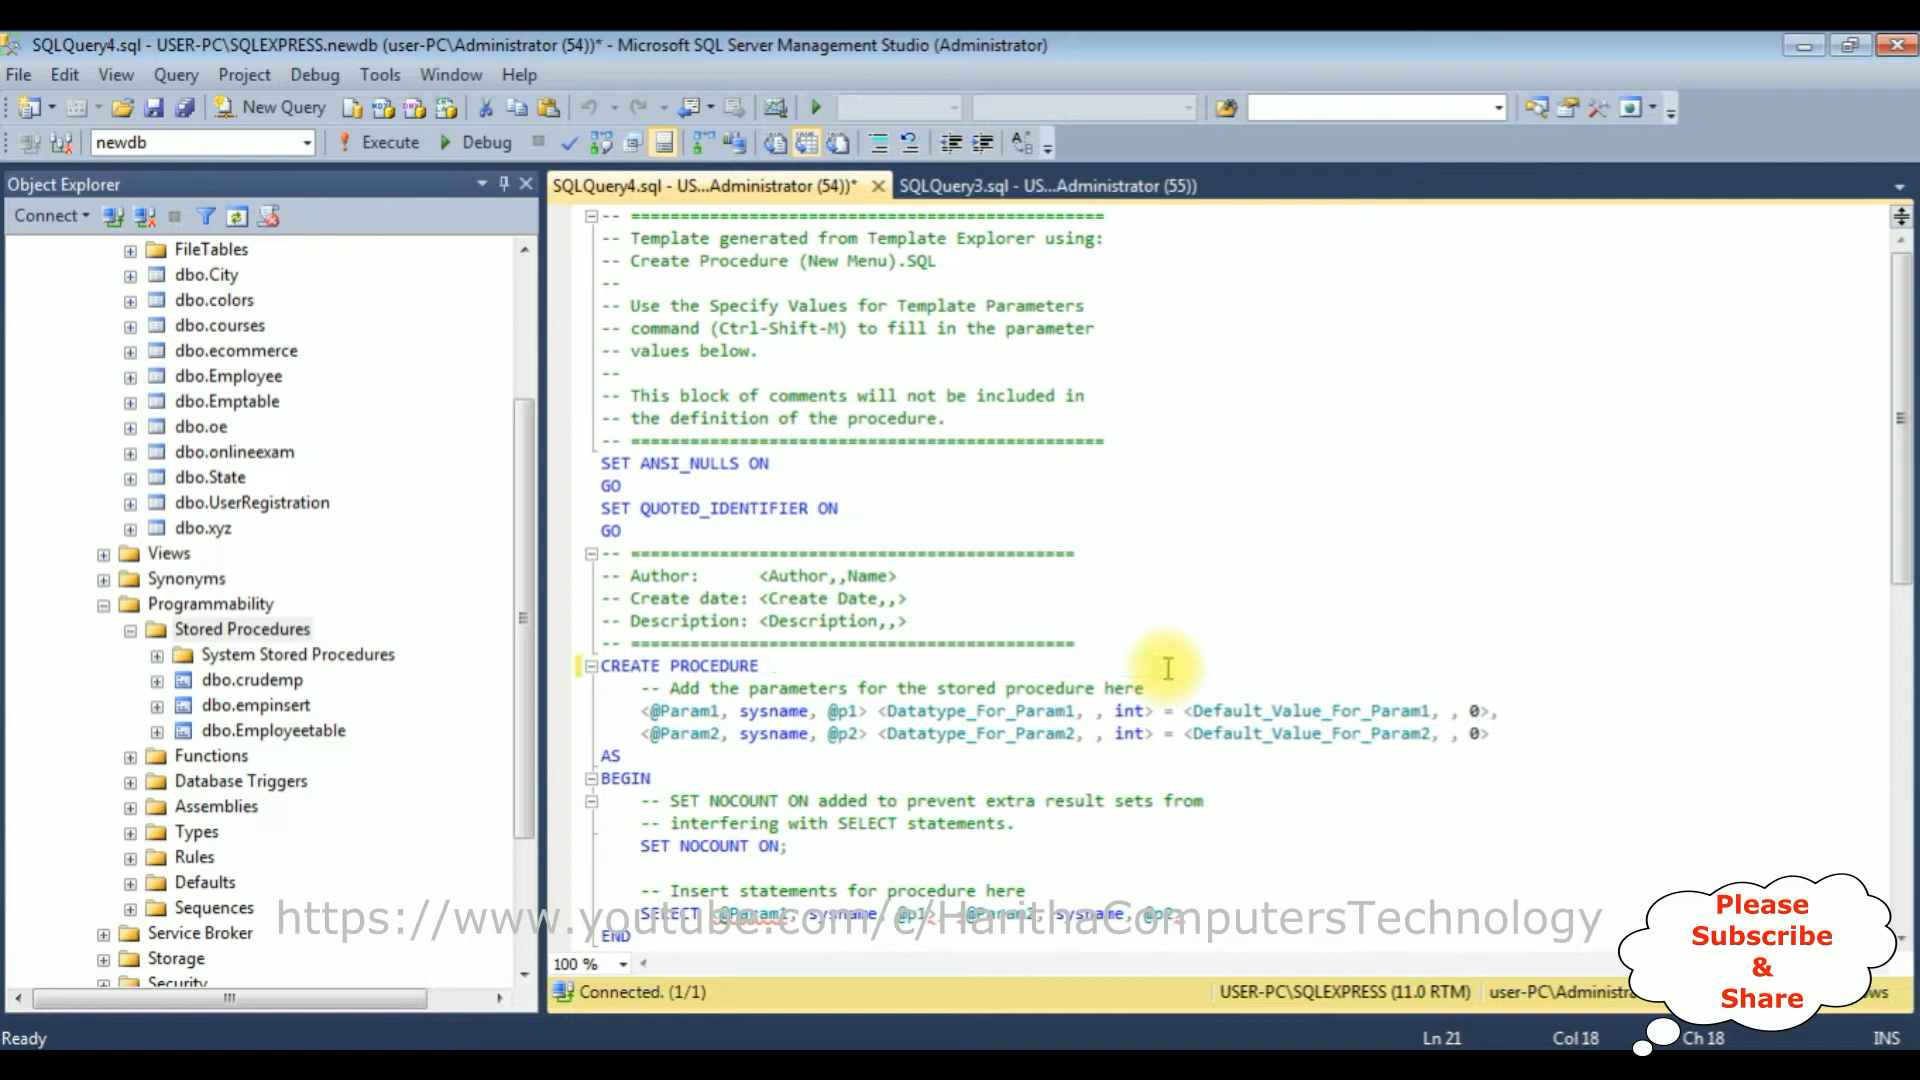 SQLQuery4.sql - USER-PC\SQLEXPRESS.newdb (user-PC\Administrator (54))* - Microsoft SQL Server Management Studio (Administrator)
File Edit View Query Project Debug Tools Window Help
New Query
newdb Execute Debug
Object Explorer
Connect
FileTables
dbo.City
dbo.colors
dbo.courses
dbo.ecommerce
dbo.Employee
dbo.Emptable
dbo.oe
dbo.onlineexam
dbo.State
dbo.UserRegistration
dbo.xyz
Views
Synonyms
Programmability
Stored Procedures
System Stored Procedures
dbo.crudemp
dbo.empinsert
dbo.Employeetable
Functions
Database Triggers
Assemblies
Types
Rules
Defaults
Sequences
Service Broker
Storage
Security
SQLQuery4.sql - US...Administrator (54))* SQLQuery3.sql - US...Administrator (55))
-- ================================================
-- Template generated from Template Explorer using:
-- Create Procedure (New Menu).SQL
--
-- Use the Specify Values for Template Parameters
-- command (Ctrl-Shift-M) to fill in the parameter
-- values below.
--
-- This block of comments will not be included in
-- the definition of the procedure.
-- ================================================
SET ANSI_NULLS ON
GO
SET QUOTED_IDENTIFIER ON
GO
-- =============================================
-- Author: <Author,,Name>
-- Create date: <Create Date,,>
-- Description: <Description,,>
-- =============================================
CREATE PROCEDURE
-- Add the parameters for the stored procedure here
<@Param1, sysname, @p1> <Datatype_For_Param1, , int> = <Default_Value_For_Param1, , 0>,
<@Param2, sysname, @p2> <Datatype_For_Param2, , int> = <Default_Value_For_Param2, , 0>
AS
BEGIN
-- SET NOCOUNT ON added to prevent extra result sets from
-- interfering with SELECT statements.
SET NOCOUNT ON;
-- Insert statements for procedure here
SELECT <@Param1, sysname, @p1>, <@Param2, sysname, @p2>
END
https://www.youtube.com/c/HarithaComputersTechnology
100 %
Connected. (1/1) USER-PC\SQLEXPRESS (11.0 RTM) user-PC\Administra
Please
Subscribe
&
Share
Ready Ln 21 Col 18 Ch 18 INS